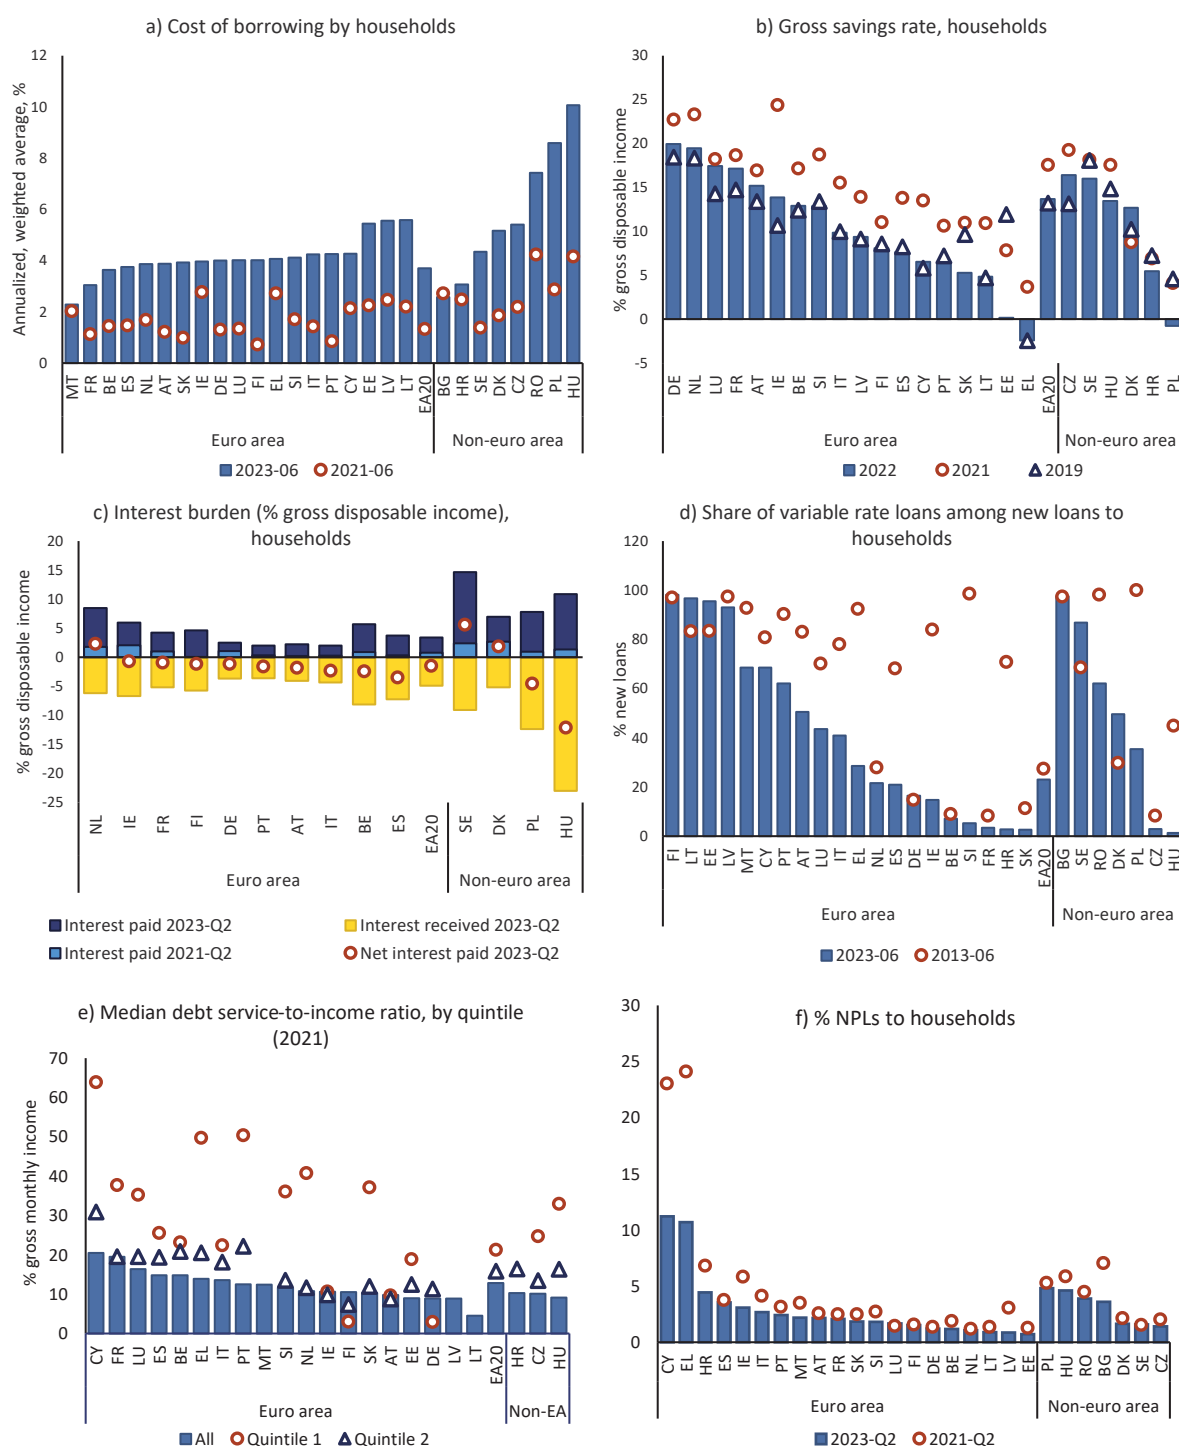 a) Cost of borrowing by households
Annualized, weighted average, %
12
10
8
6
4
2
0
MT FR BE ES NL AT SK IE DE LU FI EL SI IT PT CY EE LV LT EA20 BG HR SE DK CZ RO PL HU
Euro area Non-euro area
2023-06 2021-06
b) Gross savings rate, households
% gross disposable income
30
25
20
15
10
5
0
-5
DE NL LU FR AT IE BE SI IT LV FI ES CY PT SK LT EE EL EA20 CZ SE HU DK HR PL
Euro area Non-euro area
2022 2021 2019
c) Interest burden (% gross disposable income),
households
% gross disposable income
20
15
10
5
0
-5
-10
-15
-20
-25
NL IE FR FI DE PT AT IT BE ES EA20 SE DK PL HU
Euro area Non-euro area
Interest paid 2023-Q2 Interest received 2023-Q2
Interest paid 2021-Q2 Net interest paid 2023-Q2
d) Share of variable rate loans among new loans to
households
% new loans
120
100
80
60
40
20
0
FI LT EE LV MT CY PT AT LU IT EL NL ES DE IE BE SI FR HR SK EA20 BG SE RO DK PL CZ HU
Euro area Non-euro area
2023-06 2013-06
e) Median debt service-to-income ratio, by quintile
(2021)
% gross monthly income
70
60
50
40
30
20
10
0
CY FR LU ES BE EL IT PT MT SI NL IE FI SK AT EE DE LV LT EA20 HR CZ HU
Euro area Non-EA
All Quintile 1 Quintile 2
f) % NPLs to households
30
25
20
15
10
5
0
CY EL HR ES IE IT PT MT AT FR SK SI LU FI DE BE NL LT LV EE PL HU RO BG DK SE CZ
Euro area Non-euro area
2023-Q2 2021-Q2